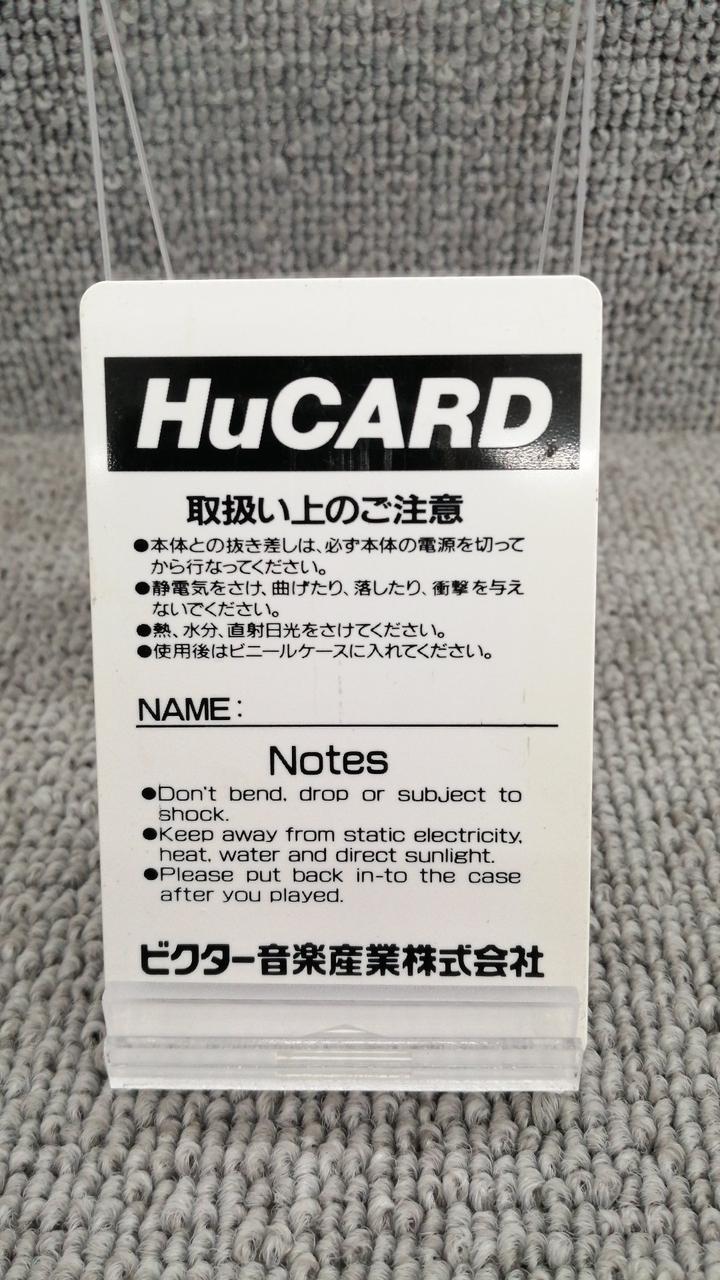 HuCARD
取扱い上のご注意
●本体との抜き差しは、必ず本体の電源を切って
から行なってください。
●静電気をさけ、曲げたり、落したり、衝撃を与え
ないでください。
●熱、水分、直射日光をさけてください。
●使用後はビニールケースに入れてください。
NAME:
Notes
●Don't bend, drop or subject to
shock.
●Keep away from static electricity,
heat, water and direct sunlight.
●Please put back in-to the case
after you played.
ビクター音楽産業株式会社